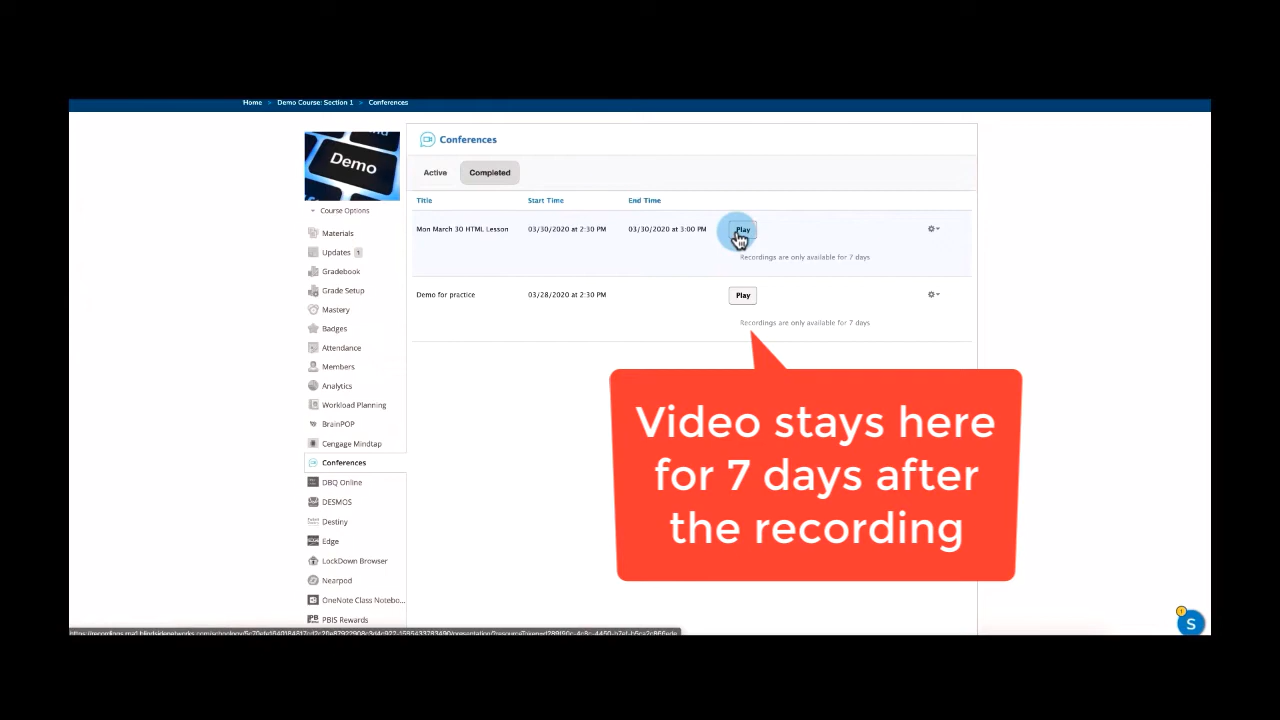 Home > Demo Course: Section 1 > Conferences
Demo
Course Options
Materials
Updates 1
Gradebook
Grade Setup
Mastery
Badges
Attendance
Members
Analytics
Workload Planning
BrainPOP
Cengage Mindtap
Conferences
DBQ Online
DESMOS
Destiny
Edge
LockDown Browser
Nearpod
OneNote Class Notebo...
PBIS Rewards
Conferences
Active Completed
Title Start Time End Time
Mon March 30 HTML Lesson 03/30/2020 at 2:30 PM 03/30/2020 at 3:00 PM Play
Recordings are only available for 7 days
Demo for practice 03/28/2020 at 2:30 PM Play
Recordings are only available for 7 days
Video stays here
for 7 days after
the recording
S